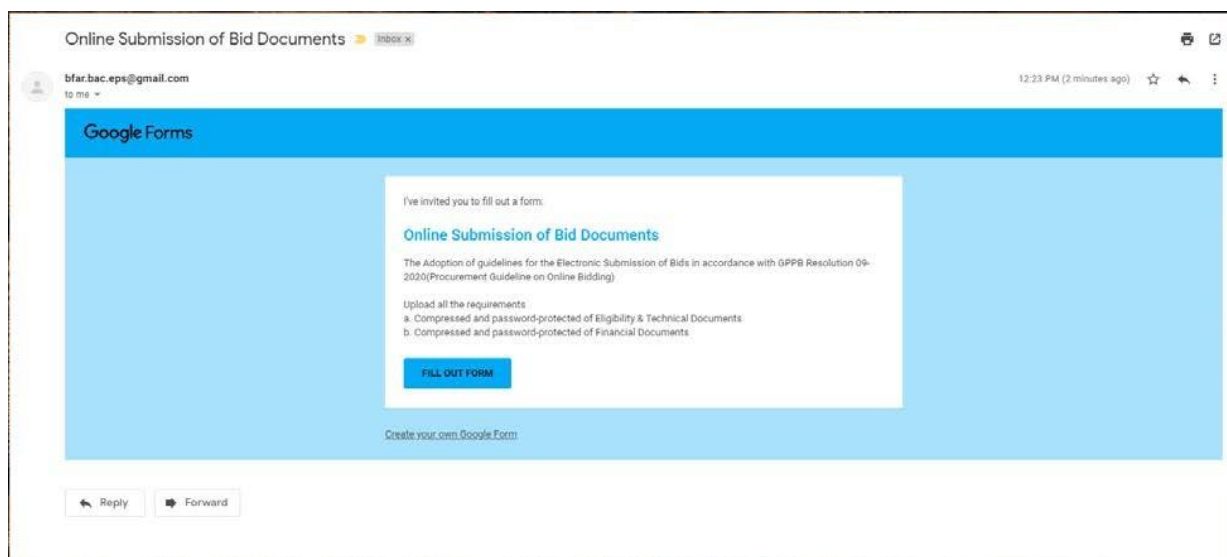 Online Submission of Bid Documents Inbox x
bfar.bac.eps@gmail.com 12:23 PM (2 minutes ago)
to me
Google Forms
I've invited you to fill out a form:
Online Submission of Bid Documents
The Adoption of guidelines for the Electronic Submission of Bids in accordance with GPPB Resolution 09-
2020(Procurement Guideline on Online Bidding)
Upload all the requirements
a. Compressed and password-protected of Eligibility & Technical Documents
b. Compressed and password-protected of Financial Documents
FILL OUT FORM
Create your own Google Form
Reply Forward